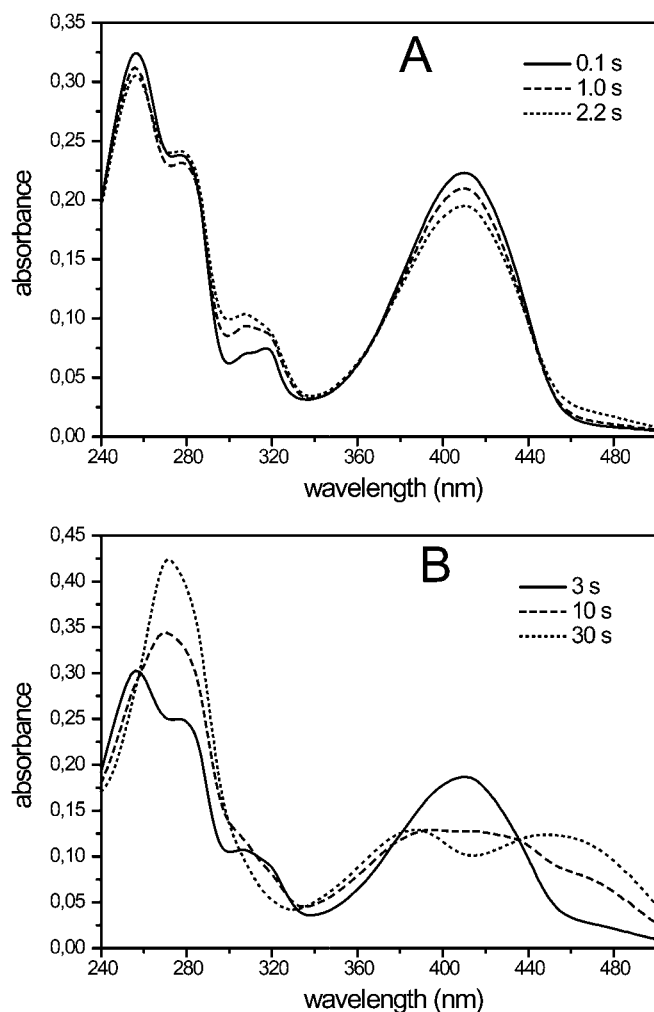 A
0.1 s
1.0 s
2.2 s
0,35
0,30
0,25
0,20
0,15
0,10
0,05
0,00
absorbance
240 280 320 360 400 440 480
wavelength (nm)
B
3 s
10 s
30 s
0,45
0,40
0,35
0,30
0,25
0,20
0,15
0,10
0,05
0,00
absorbance
240 280 320 360 400 440 480
wavelength (nm)